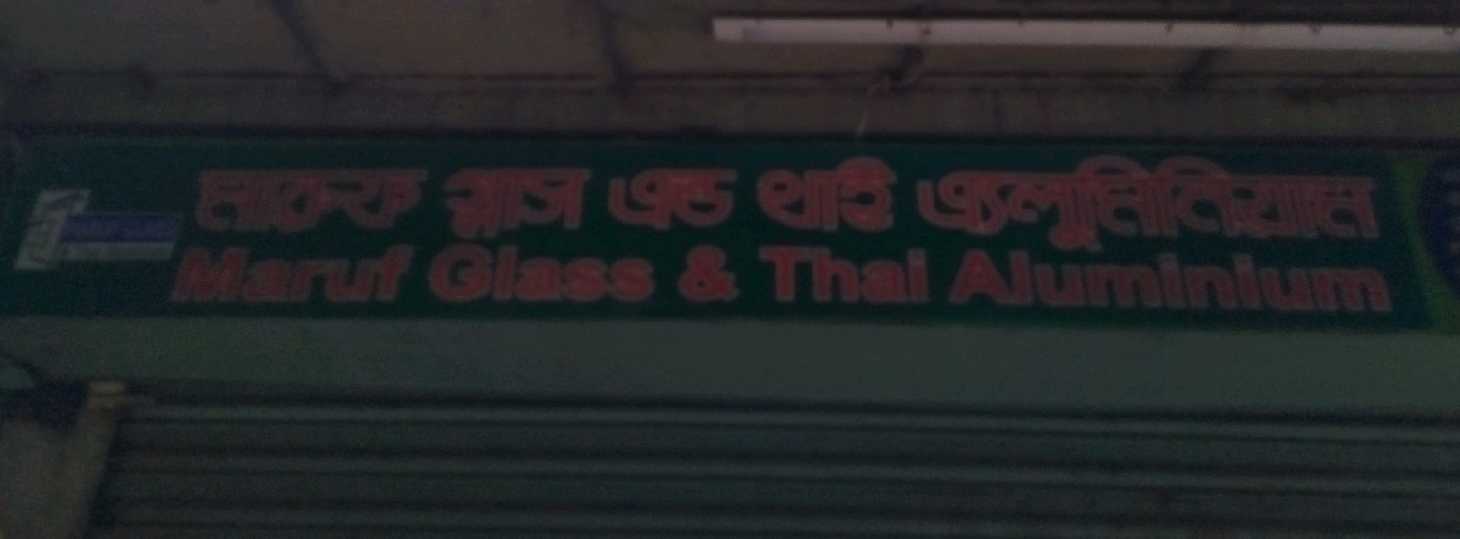 মারুফ গ্লাস এন্ড থাই এ্যালুমিনিয়াম
Maruf Glass & Thai Aluminium